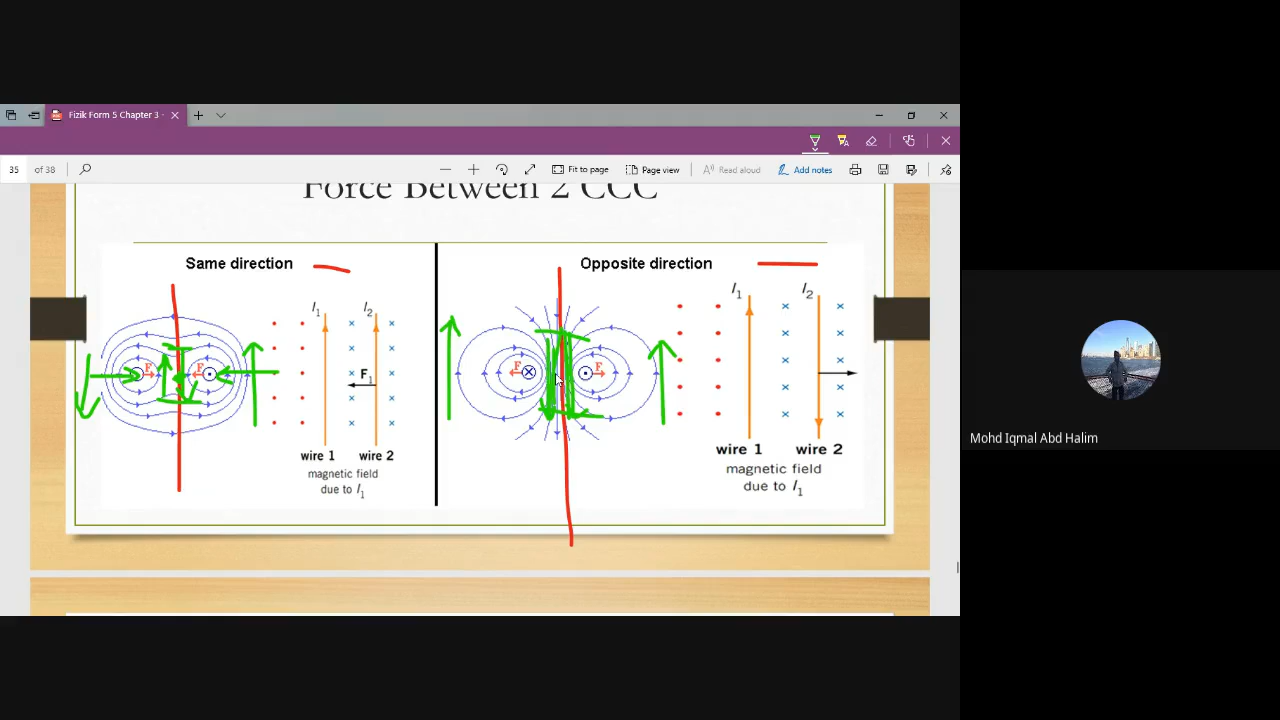 Fizik Form 5 Chapter 3 -
35 of 38
Fit to page
Page view
Read aloud
Add notes
Force Between 2 CCC
Same direction
I1 I2
F F
F1
wire 1 wire 2
magnetic field
due to I1
Opposite direction
I1 I2
F F
wire 1 wire 2
magnetic field
due to I1
Mohd Iqmal Abd Halim